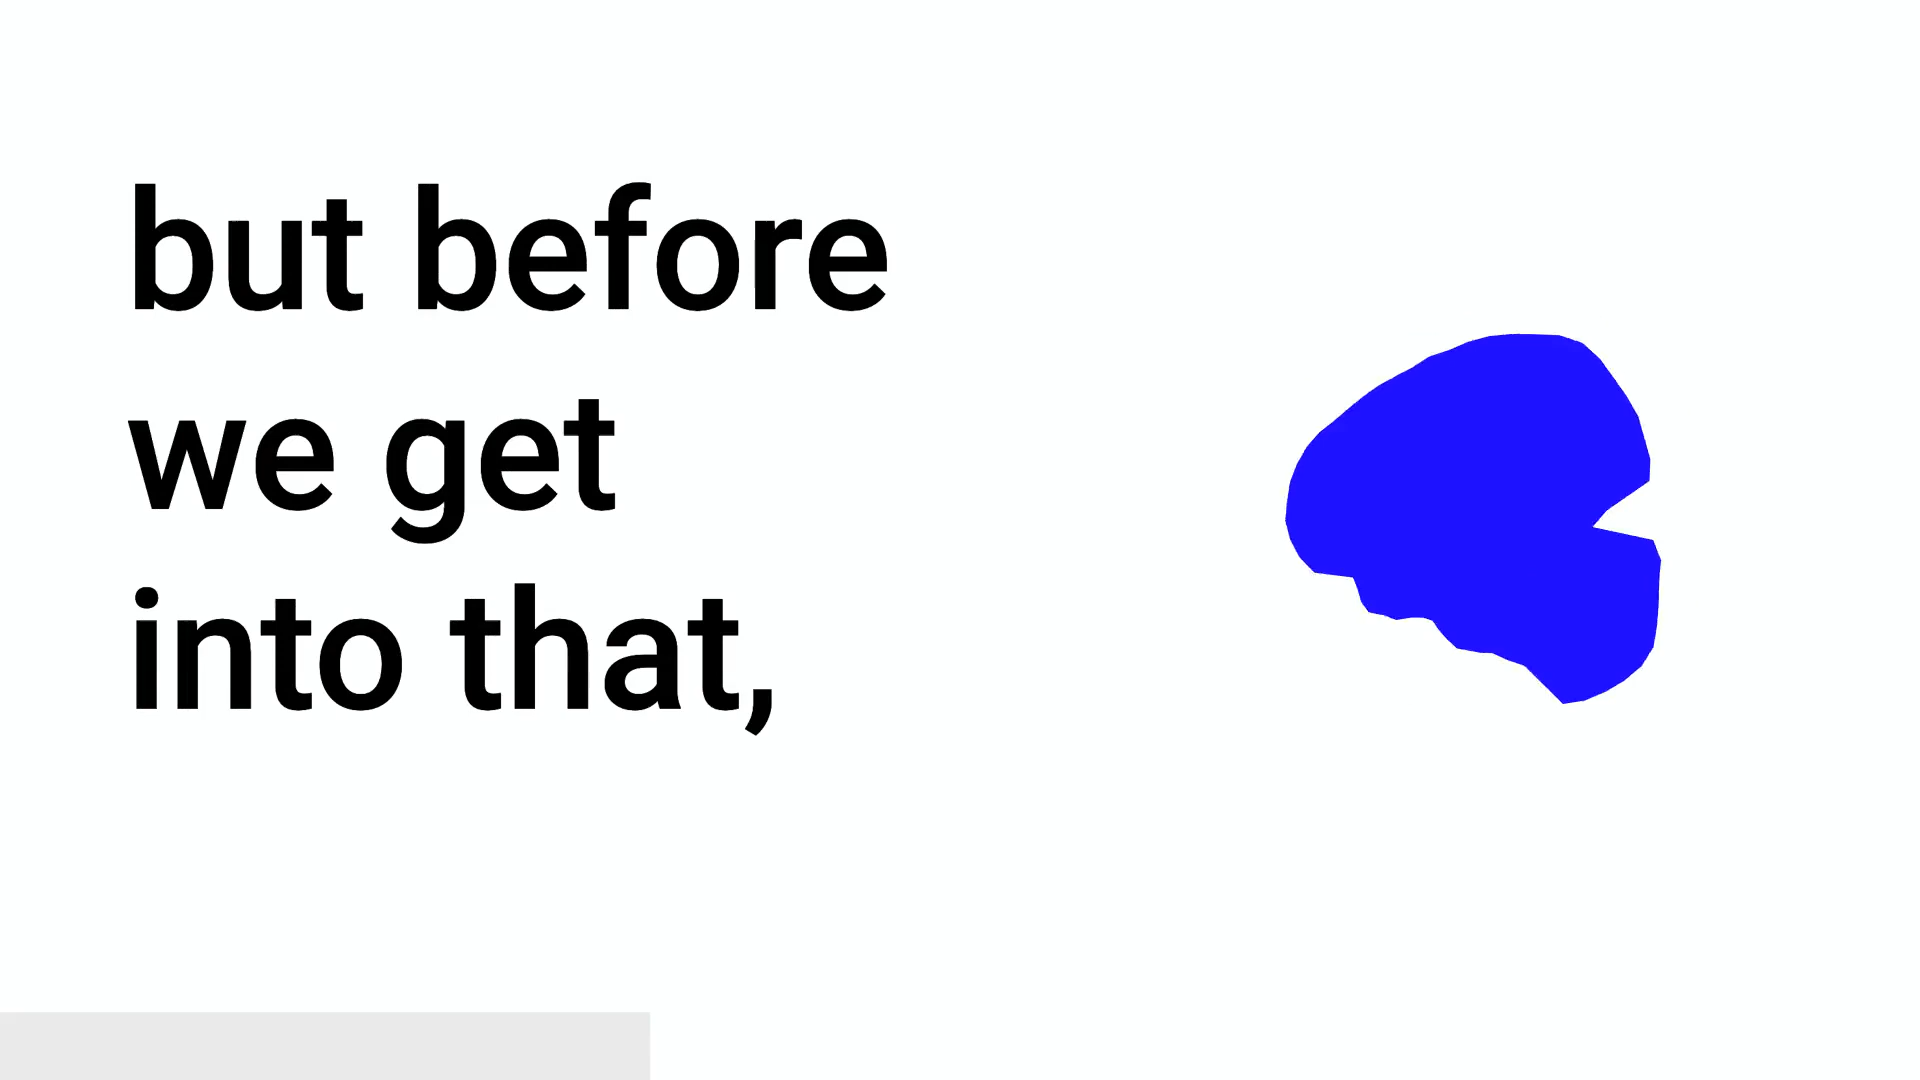 but before
we get
into that,